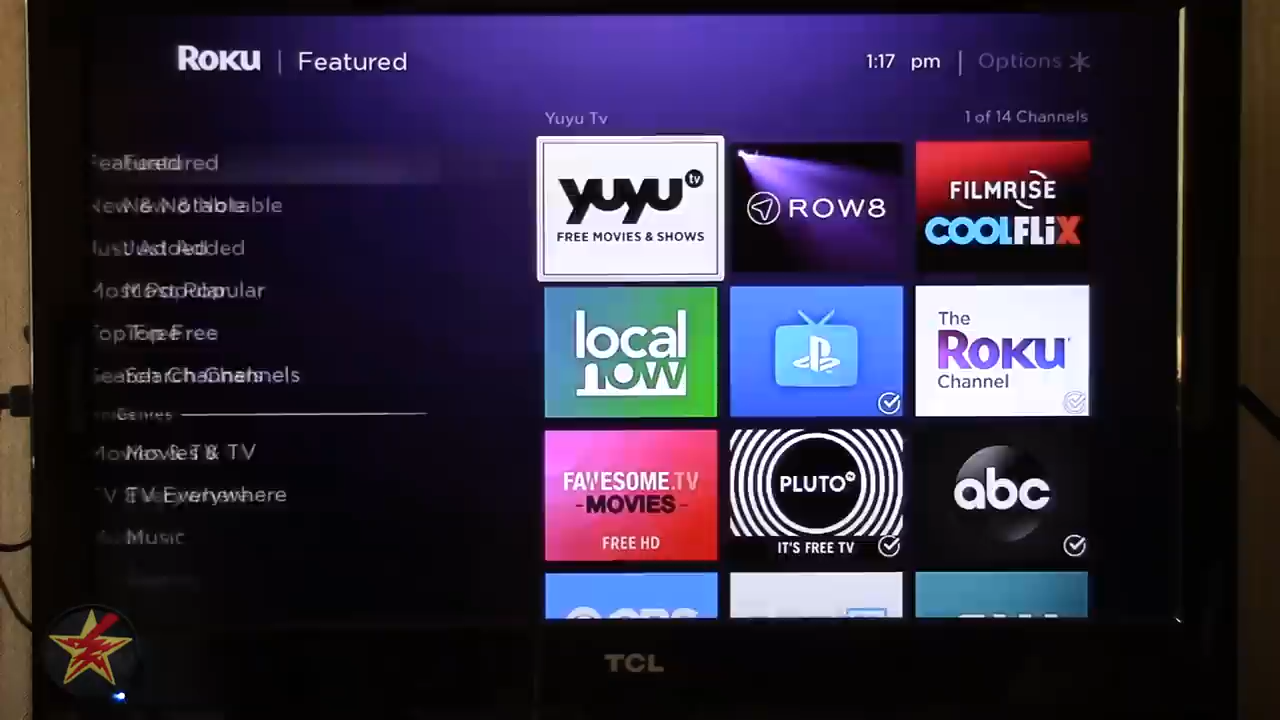 Roku | Featured
1:17 pm | Options
Yuyu Tv
1 of 14 Channels
Featured
New & Notable
Just Added
Most Popular
Top Free
Search Channels
Genres
Movies & TV
TV Everywhere
Music
yuyu tv
FREE MOVIES & SHOWS
ROW8
FILMRISE
COOLFLiX
local
now
The
Roku
Channel
FAWESOME.TV
-MOVIES-
FREE HD
PLUTO tv
IT'S FREE TV
abc
TCL